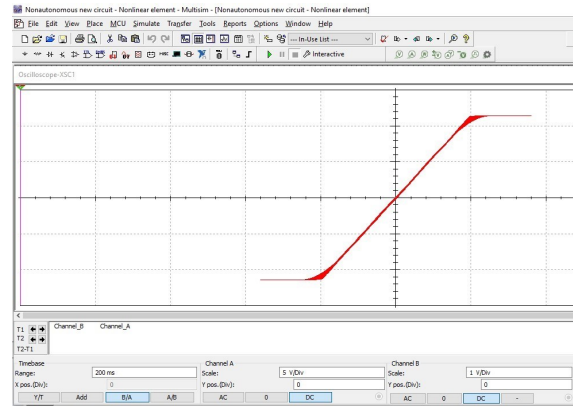 Nonautonomous new circuit - Nonlinear element - Multisim - [Nonautonomous new circuit - Nonlinear element]
File Edit View Place MCU Simulate Transfer Tools Reports Options Window Help
--- In-Use List ---
Interactive
Oscilloscope-XSC1
T1
T2
T2-T1
Channel_B Channel_A
Timebase
Range: 200 ms
X pos.(Div): 0
Y/T Add B/A A/B
Channel A
Scale: 5 V/Div
Y pos.(Div): 0
AC 0 DC
Channel B
Scale: 1 V/Div
Y pos.(Div): 0
AC 0 DC -